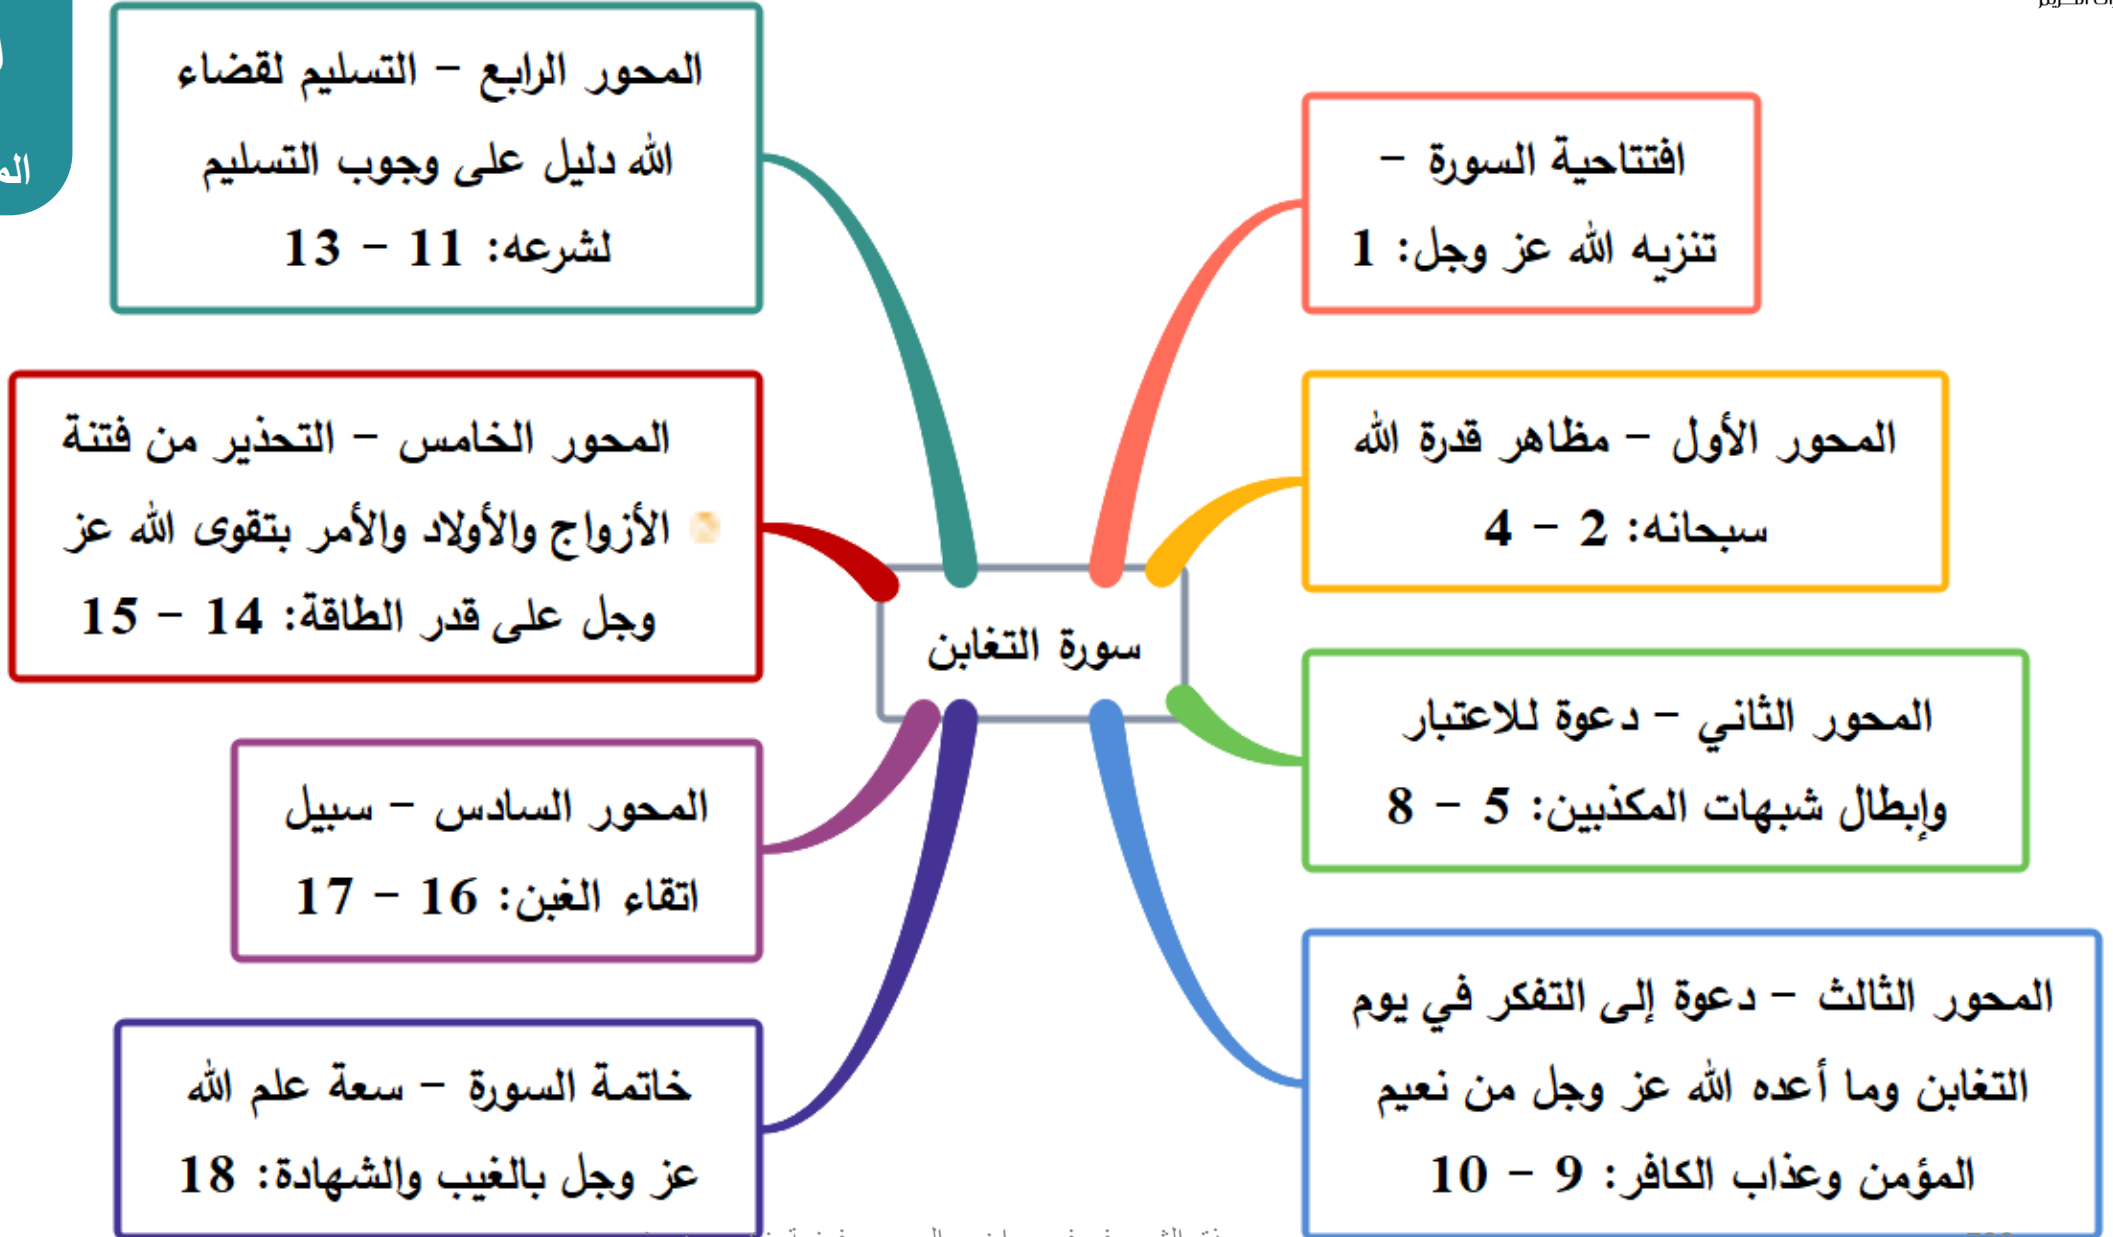 سورة التغابن
افتتاحية السورة –
تنزيه الله عز وجل: 1
المحور الأول – مظاهر قدرة الله
سبحانه: 2 – 4
المحور الثاني – دعوة للاعتبار
وإبطال شبهات المكذبين: 5 – 8
المحور الثالث – دعوة إلى التفكر في يوم
التغابن وما أعده الله عز وجل من نعيم
المؤمن وعذاب الكافر: 9 – 10
المحور الرابع – التسليم لقضاء
الله دليل على وجوب التسليم
لشرعه: 11 – 13
المحور الخامس – التحذير من فتنة
الأزواج والأولاد والأمر بتقوى الله عز
وجل على قدر الطاقة: 14 – 15
المحور السادس – سبيل
اتقاء الغبن: 16 – 17
خاتمة السورة – سعة علم الله
عز وجل بالغيب والشهادة: 18